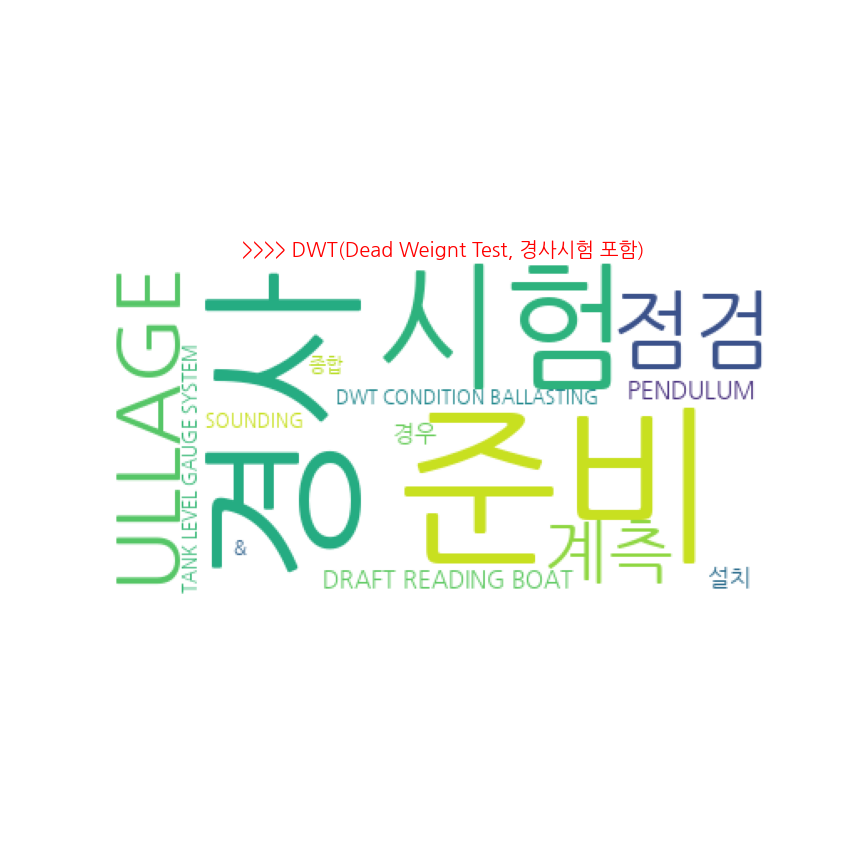 >>>> DWT(Dead Weignt Test, 경사시험 포함)
ULLAGE
TANK LEVEL GAUGE SYSTEM
경사
시험
점검
종합
DWT CONDITION BALLASTING
PENDULUM
SOUNDING
경우
준비
&
계측
DRAFT READING BOAT
설치